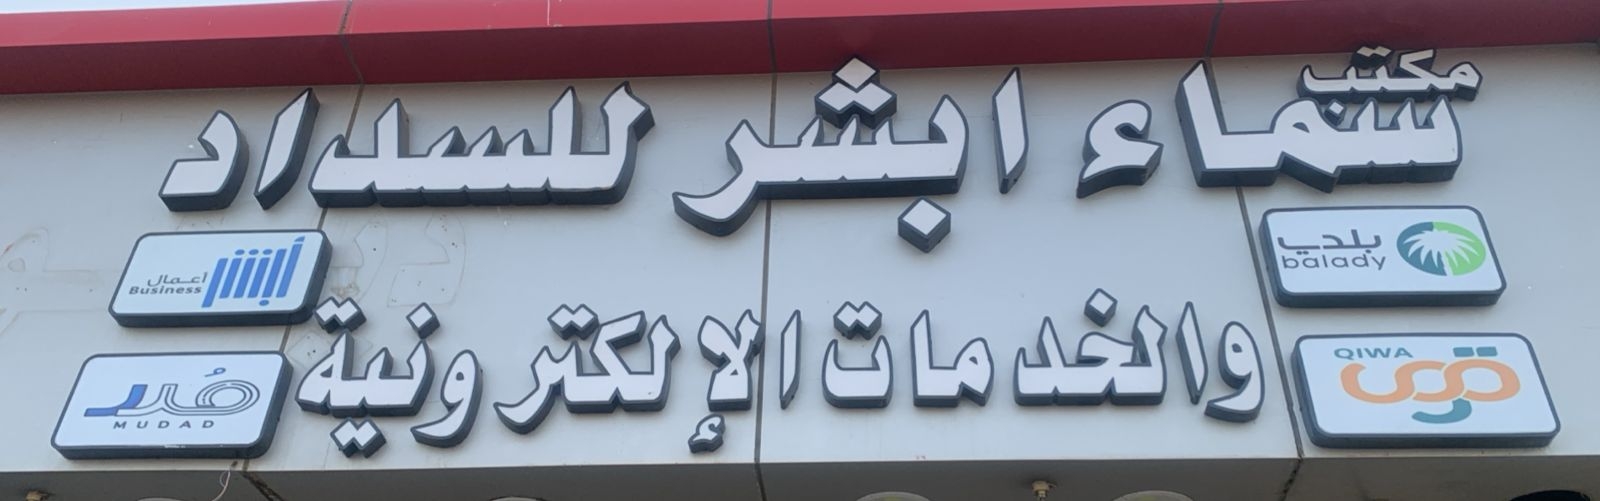 مكتب
سماء ابشر للسداد
والخدمات الإلكترونية
بلدي
balady
QIWA
قوى
أبشر
أعمال
Business
مُدد
MUDAD